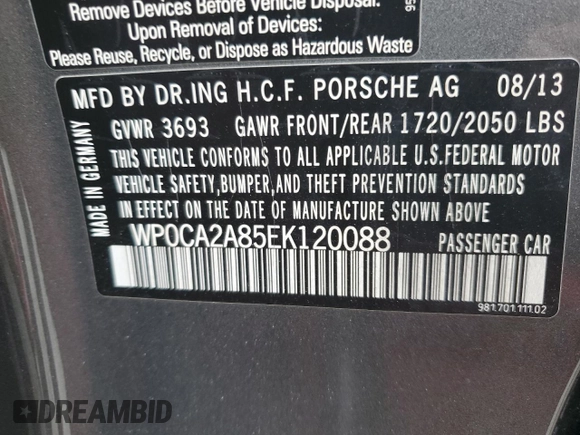 Remove Devices Before Vehicle Disposal.
Upon Removal of Devices:
Please Reuse, Recycle, or Dispose as Hazardous Waste
95
MFD BY DR.ING H.C.F. PORSCHE AG 08/13
GVWR 3693 GAWR FRONT/REAR 1720/2050 LBS
THIS VEHICLE CONFORMS TO ALL APPLICABLE U.S.FEDERAL MOTOR
VEHICLE SAFETY,BUMPER,AND THEFT PREVENTION STANDARDS
IN EFFECT ON THE DATE OF MANUFACTURE SHOWN ABOVE
MADE IN GERMANY
WP0CA2A85EK120088 PASSENGER CAR
981.701.111.02
DREAMBID